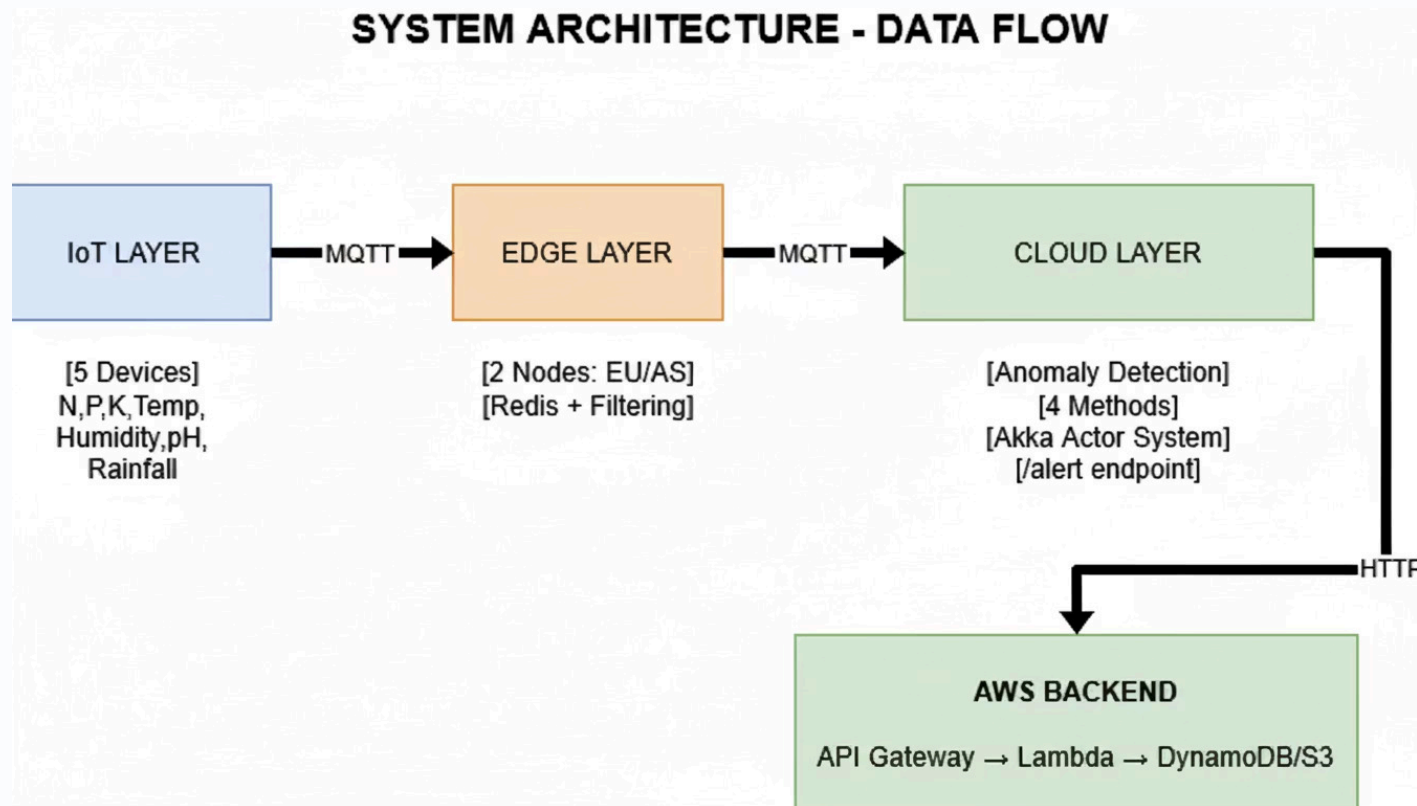 SYSTEM ARCHITECTURE - DATA FLOW
IoT LAYER
MQTT
EDGE LAYER
MQTT
CLOUD LAYER
[5 Devices]
N,P,K,Temp,
Humidity,pH,
Rainfall
[2 Nodes: EU/AS]
[Redis + Filtering]
[Anomaly Detection]
[4 Methods]
[Akka Actor System]
[/alert endpoint]
HTTP
AWS BACKEND
API Gateway → Lambda → DynamoDB/S3